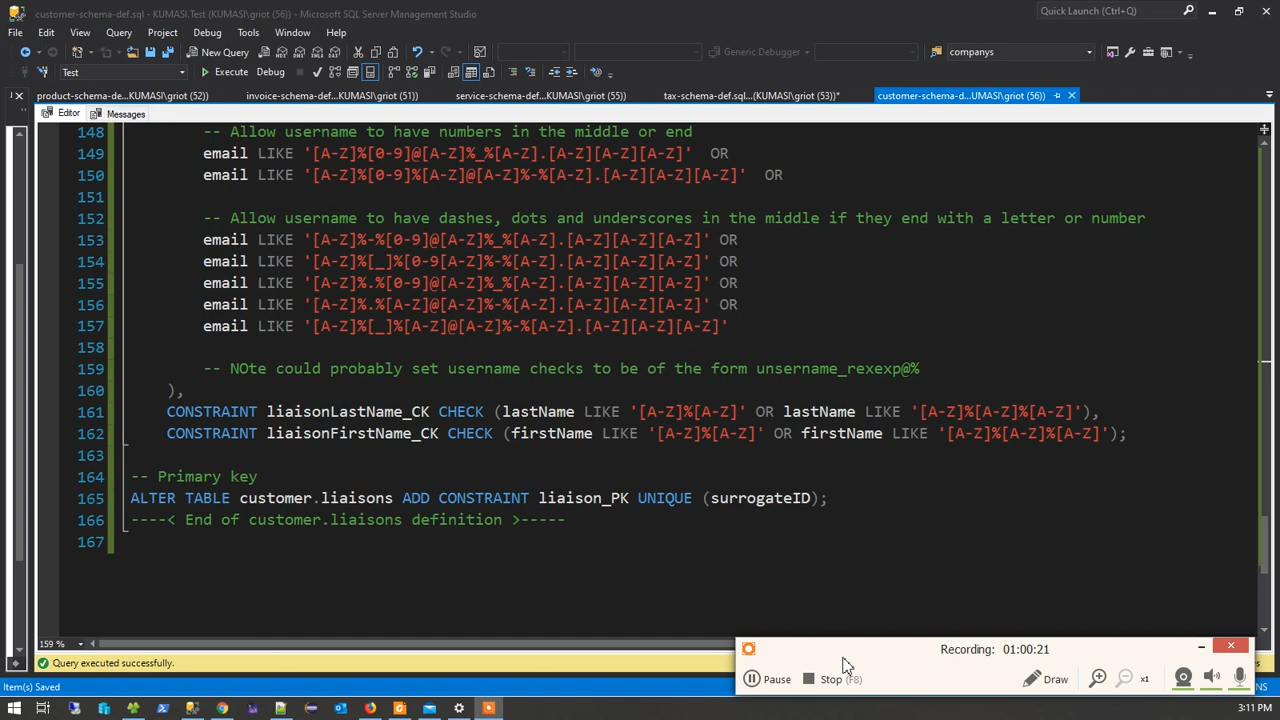 customer-schema-def.sql - KUMASI.Test (KUMASI\griot (56)) - Microsoft SQL Server Management Studio
Quick Launch (Ctrl+Q)
File Edit View Query Project Debug Tools Window Help
New Query Generic Debugger companys
Test Execute Debug
product-schema-de...KUMASI\griot (52)) invoice-schema-def...KUMASI\griot (51)) service-schema-def...KUMASI\griot (55)) tax-schema-def.sql...(KUMASI\griot (53))* customer-schema-d...UMASI\griot (56))
Editor Messages
148 -- Allow username to have numbers in the middle or end
149 email LIKE '[A-Z]%[0-9]@[A-Z]%_%[A-Z].[A-Z][A-Z][A-Z]' OR
150 email LIKE '[A-Z]%[0-9]%[A-Z]@[A-Z]%-%[A-Z].[A-Z][A-Z][A-Z]' OR
151
152 -- Allow username to have dashes, dots and underscores in the middle if they end with a letter or number
153 email LIKE '[A-Z]%-%[0-9]@[A-Z]%_%[A-Z].[A-Z][A-Z][A-Z]' OR
154 email LIKE '[A-Z]%[_]%[0-9[A-Z]%-%[A-Z].[A-Z][A-Z][A-Z]' OR
155 email LIKE '[A-Z]%.%[0-9]@[A-Z]%_%[A-Z].[A-Z][A-Z][A-Z]' OR
156 email LIKE '[A-Z]%.%[A-Z]@[A-Z]%-%[A-Z].[A-Z][A-Z][A-Z]' OR
157 email LIKE '[A-Z]%[_]%[A-Z]@[A-Z]%-%[A-Z].[A-Z][A-Z][A-Z]'
158
159 -- NOte could probably set username checks to be of the form unsername_rexexp@%
160 ),
161 CONSTRAINT liaisonLastName_CK CHECK (lastName LIKE '[A-Z]%[A-Z]' OR lastName LIKE '[A-Z]%[A-Z]%[A-Z]'),
162 CONSTRAINT liaisonFirstName_CK CHECK (firstName LIKE '[A-Z]%[A-Z]' OR firstName LIKE '[A-Z]%[A-Z]%[A-Z]');
163
164 -- Primary key
165 ALTER TABLE customer.liaisons ADD CONSTRAINT liaison_PK UNIQUE (surrogateID);
166 ----< End of customer.liaisons definition >-----
167
159 %
Query executed successfully.
Recording: 01:00:21
Pause Stop (F8) Draw x1
Item(s) Saved
NS
3:11 PM